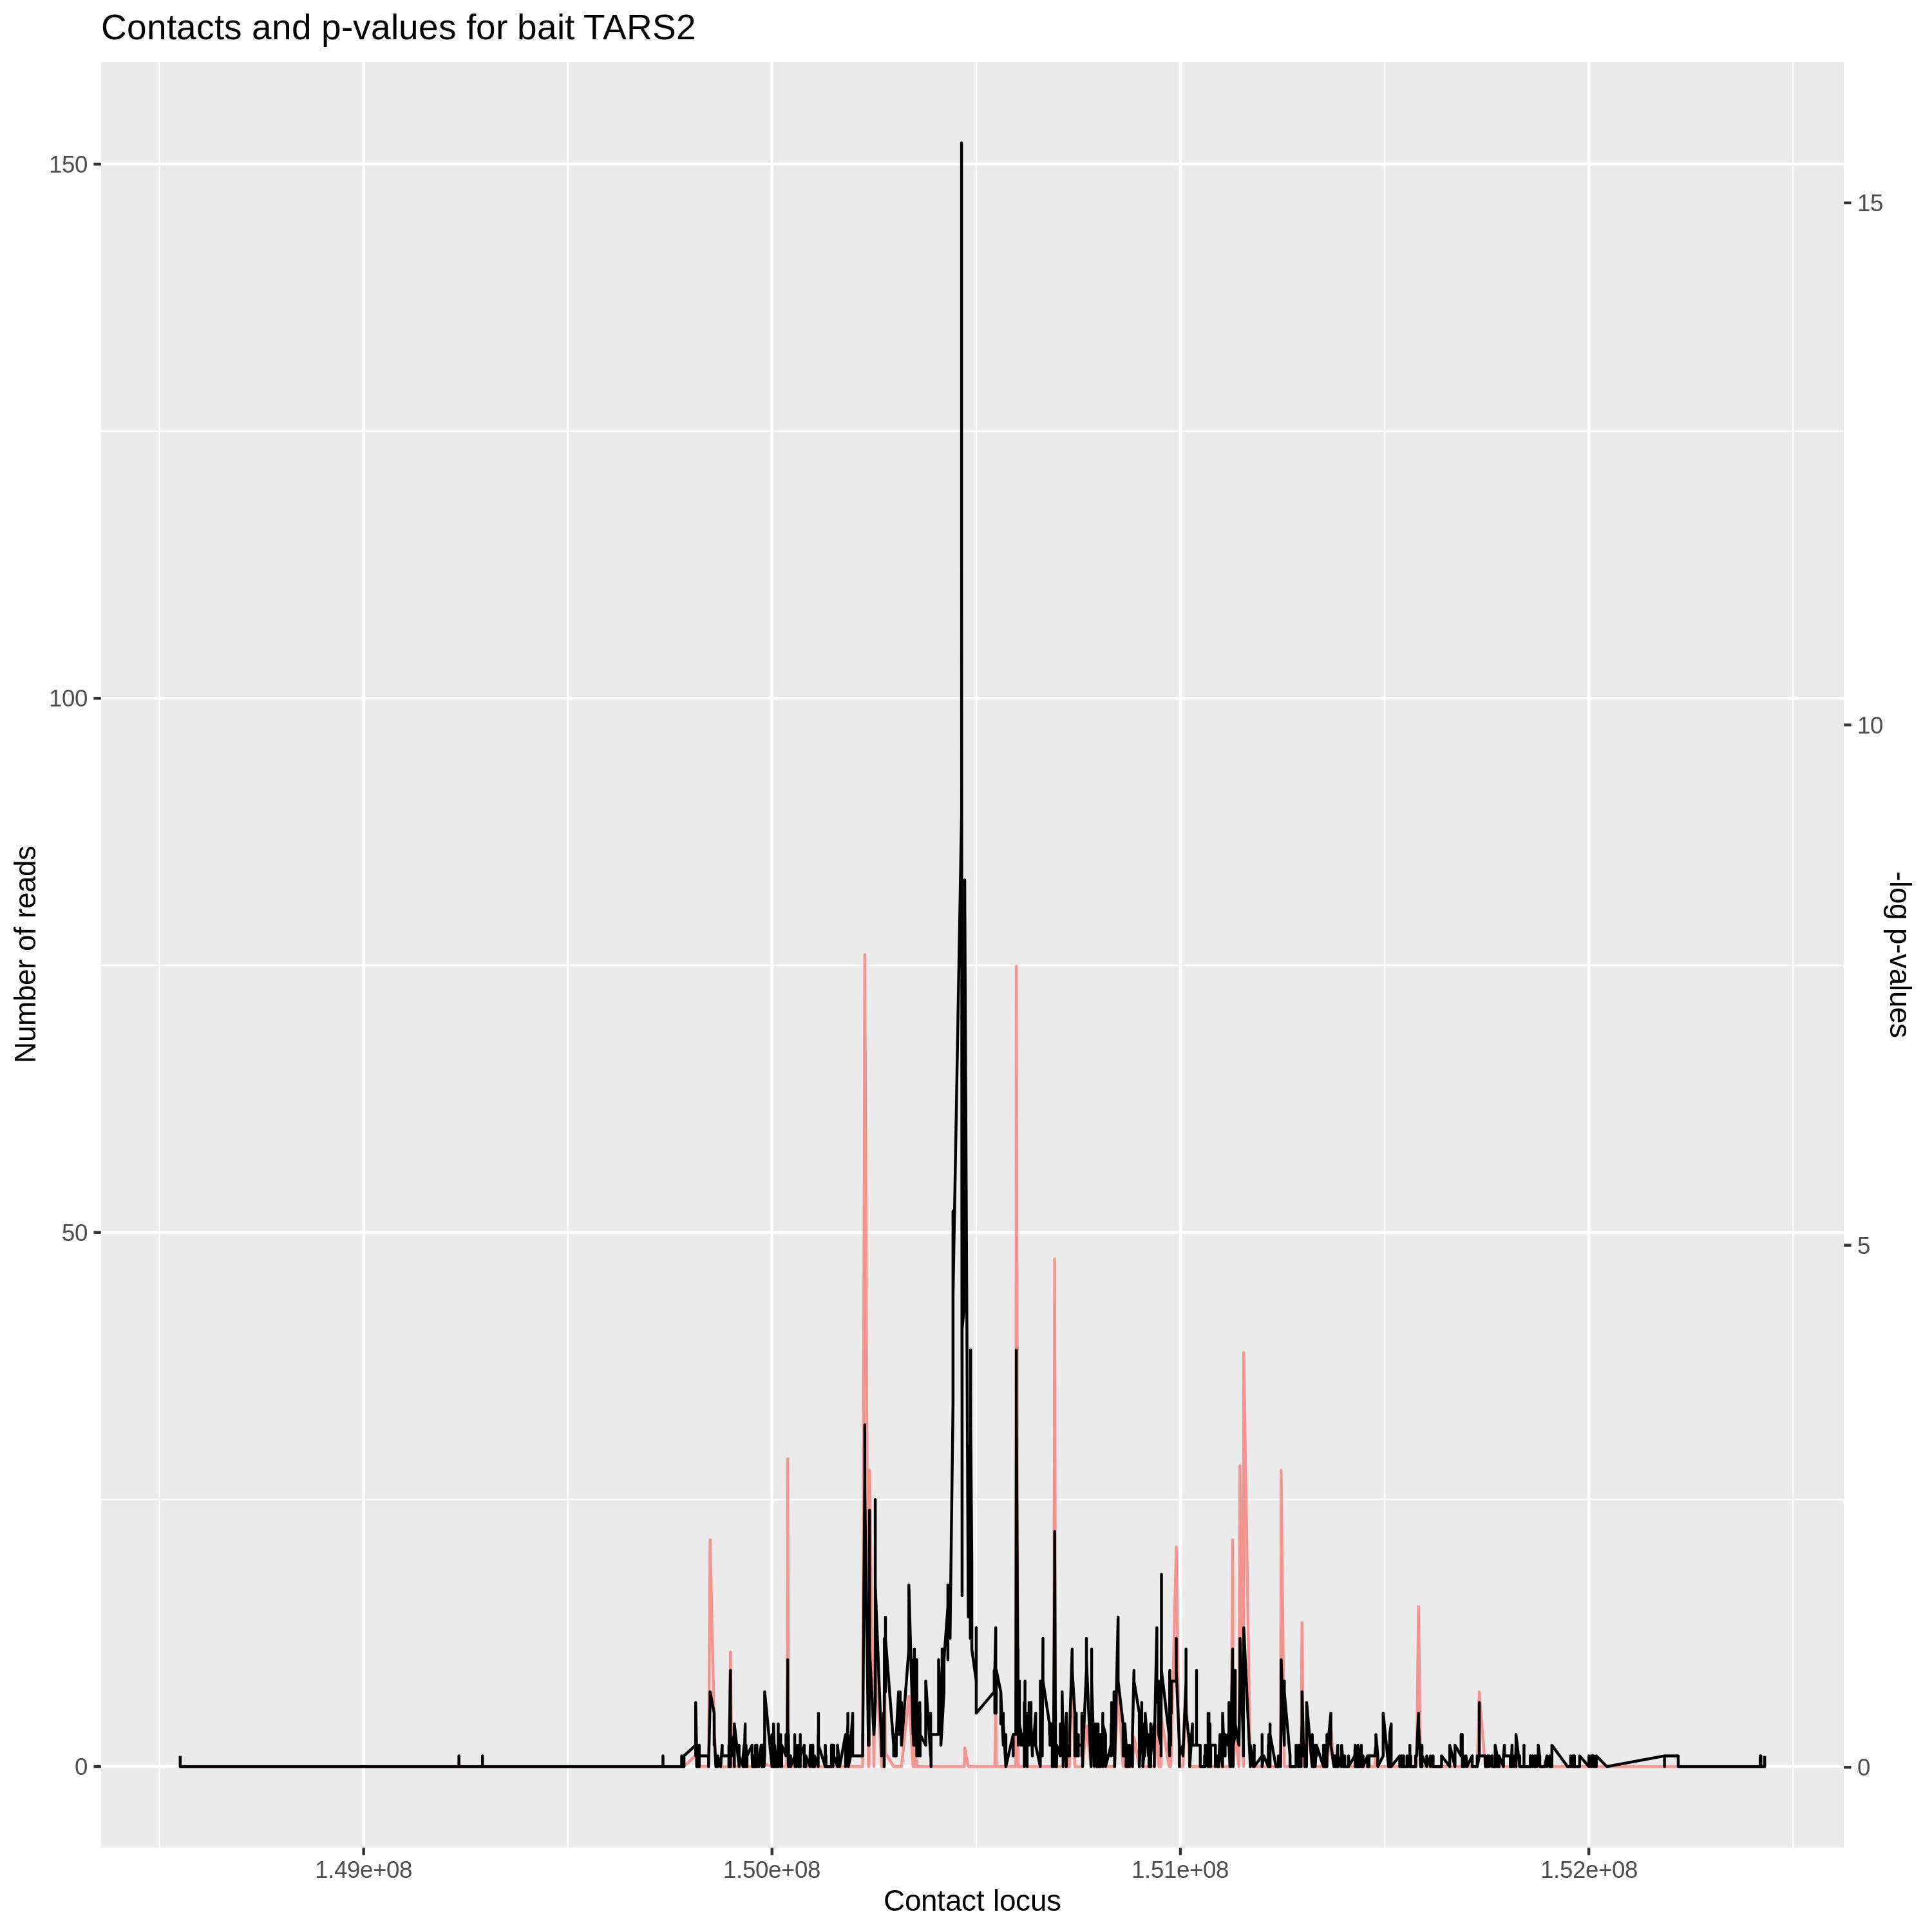 Contacts and p-values for bait TARS2
150
100
50
0
Number of reads
15
10
5
0
-log p-values
1.49e+08
1.50e+08
1.51e+08
1.52e+08
Contact locus